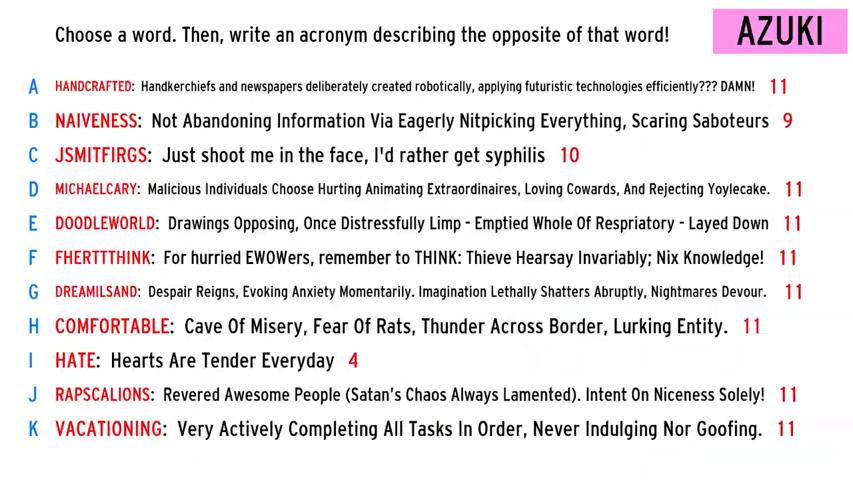 Choose a word. Then, write an acronym describing the opposite of that word!
AZUKI
A HANDCRAFTED: Handkerchiefs and newspapers deliberately created robotically, applying futuristic technologies efficiently??? DAMN! 11
B NAIVENESS: Not Abandoning Information Via Eagerly Nitpicking Everything, Scaring Saboteurs 9
C JSMITFIRGS: Just shoot me in the face, I'd rather get syphilis 10
D MICHAELCARY: Malicious Individuals Choose Hurting Animating Extraordinaires, Loving Cowards, And Rejecting Yoylecake. 11
E DOODLEWORLD: Drawings Opposing, Once Distressfully Limp - Emptied Whole Of Respriatory - Layed Down 11
F FHERTTTHINK: For hurried EWOWers, remember to THINK: Thieve Hearsay Invariably; Nix Knowledge! 11
G DREAMILSAND: Despair Reigns, Evoking Anxiety Momentarily. Imagination Lethally Shatters Abruptly, Nightmares Devour. 11
H COMFORTABLE: Cave Of Misery, Fear Of Rats, Thunder Across Border, Lurking Entity. 11
I HATE: Hearts Are Tender Everyday 4
J RAPSCALIONS: Revered Awesome People (Satan's Chaos Always Lamented). Intent On Niceness Solely! 11
K VACATIONING: Very Actively Completing All Tasks In Order, Never Indulging Nor Goofing. 11